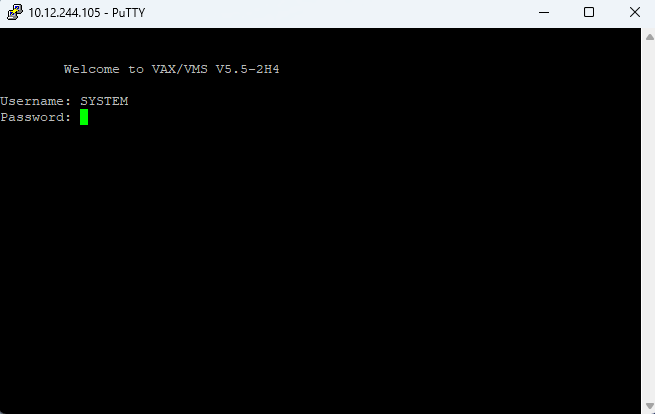 10.12.244.105 - PuTTY
Welcome to VAX/VMS V5.5-2H4
Username: SYSTEM
Password: